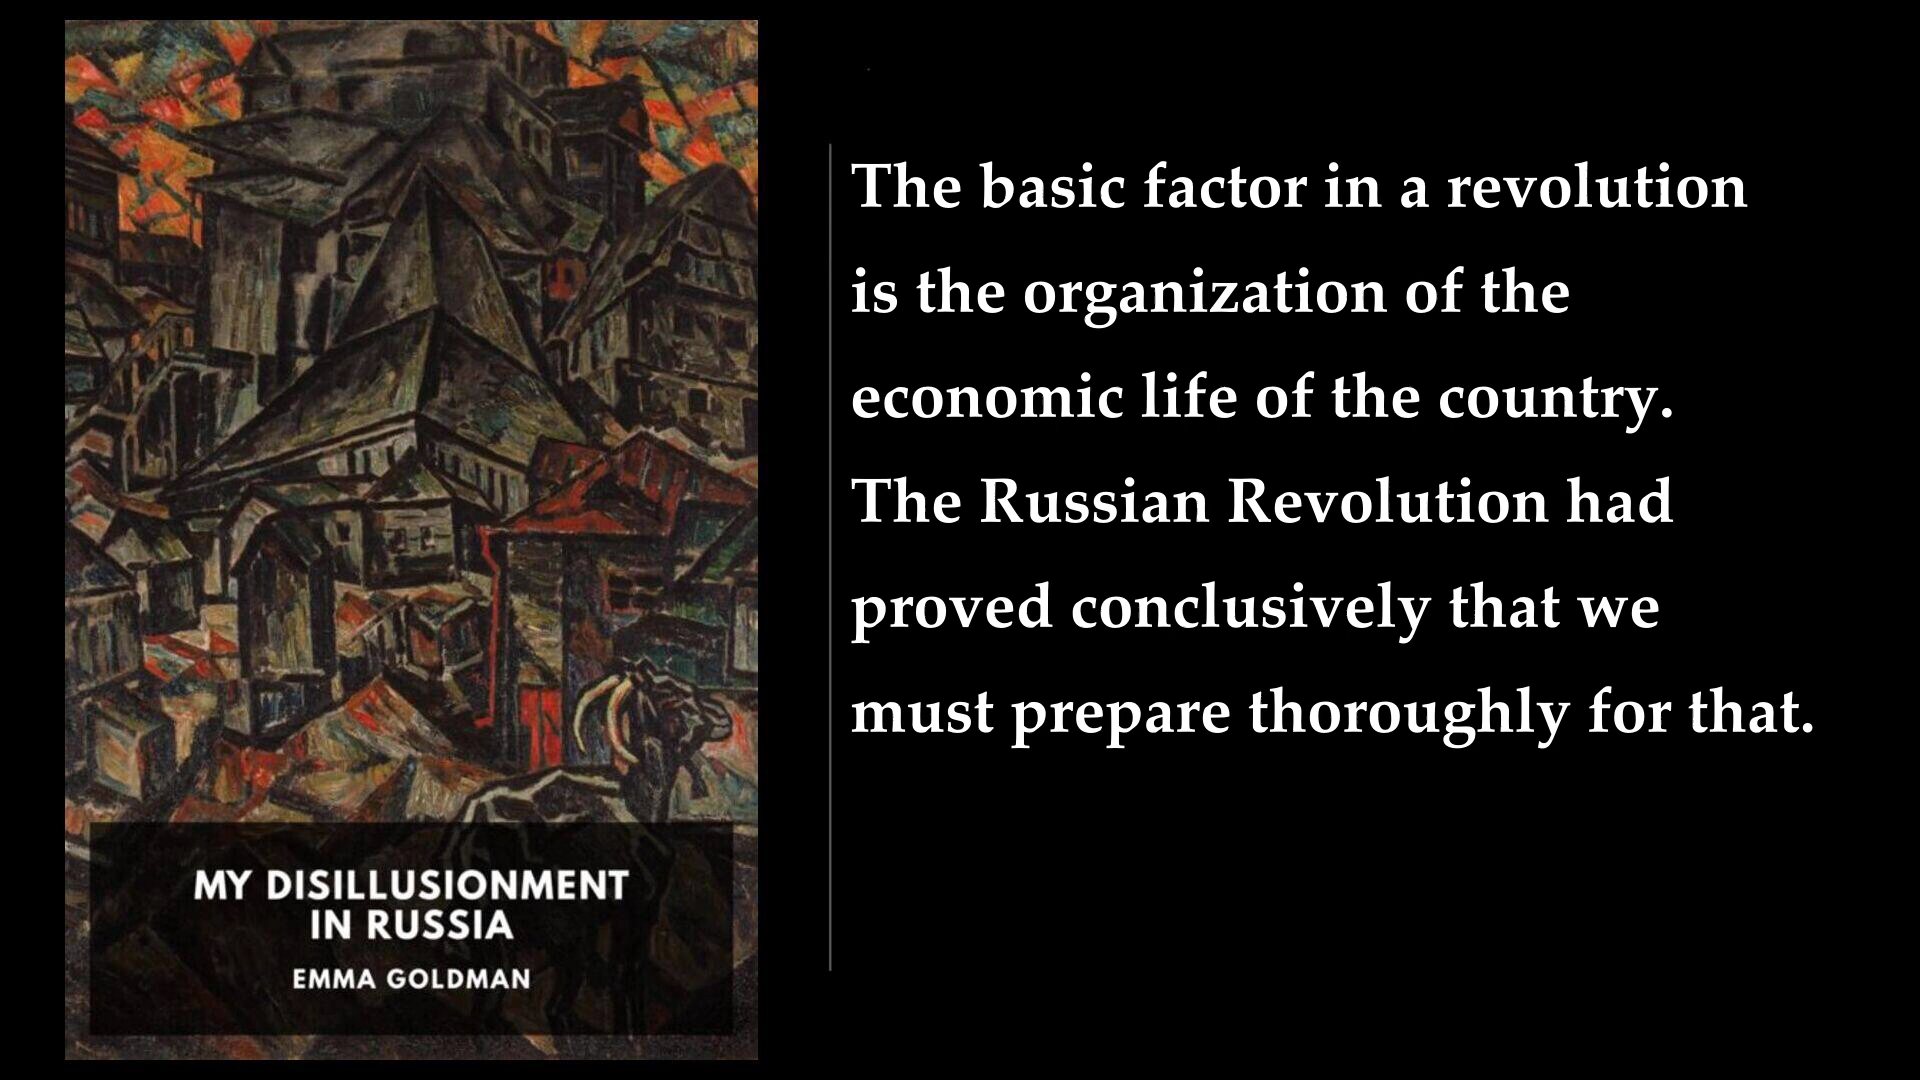 MY DISILLUSIONMENT
IN RUSSIA
EMMA GOLDMAN
The basic factor in a revolution
is the organization of the
economic life of the country.
The Russian Revolution had
proved conclusively that we
must prepare thoroughly for that.